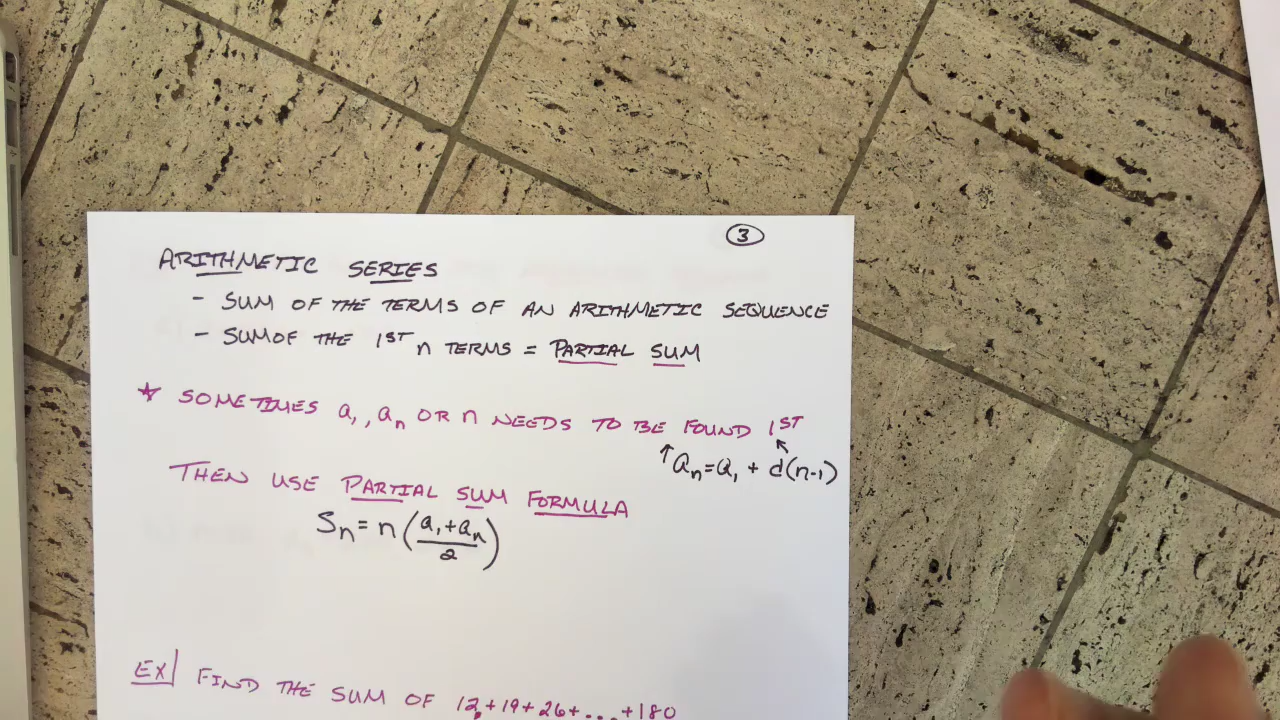 3
ARITHMETIC SERIES
- SUM OF THE TERMS OF AN ARITHMETIC SEQUENCE
- SUM OF THE 1ST n TERMS = PARTIAL SUM
* SOMETIMES a₁, aₙ OR n NEEDS TO BE FOUND 1ST
↑ aₙ = a₁ + d(n-1)
THEN USE PARTIAL SUM FORMULA
Sₙ = n((a₁ + aₙ)/2)
EX| FIND THE SUM OF 12+19+26+...+180